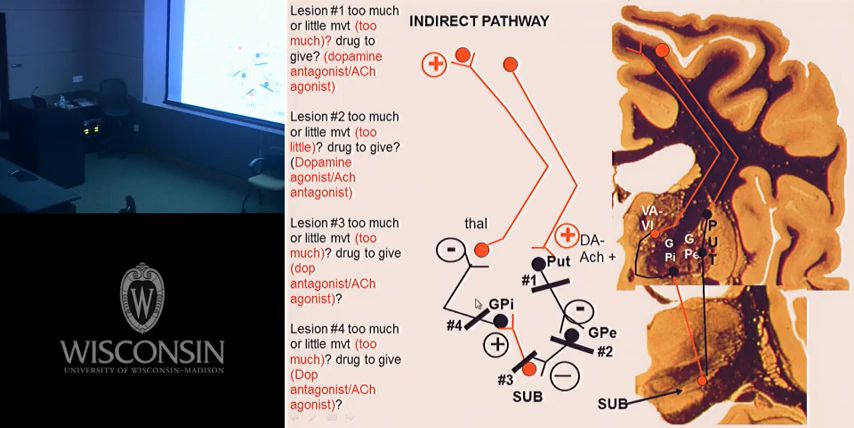 Lesion #1 too much
or little mvt (too
much)? drug to
give? (dopamine
antagonist/ACh
agonist)
Lesion #2 too much
or little mvt (too
little)? drug to give?
(Dopamine
agonist/Ach
antagonist)
Lesion #3 too much
or little mvt (too
much)? drug to give
(dop
antagonist/ACh
agonist)?
Lesion #4 too much
or little mvt (too
much)? drug to give
(Dop
antagonist/ACh
agonist)?
INDIRECT PATHWAY
+
thal
-
+
DA-
Ach +
Put
#1
-
GPi
#4
+
GPe
#2
#3
-
SUB
VA-
VI
G
Pi
G
Pe
P
U
T
SUB
W
WISCONSIN
UNIVERSITY OF WISCONSIN–MADISON